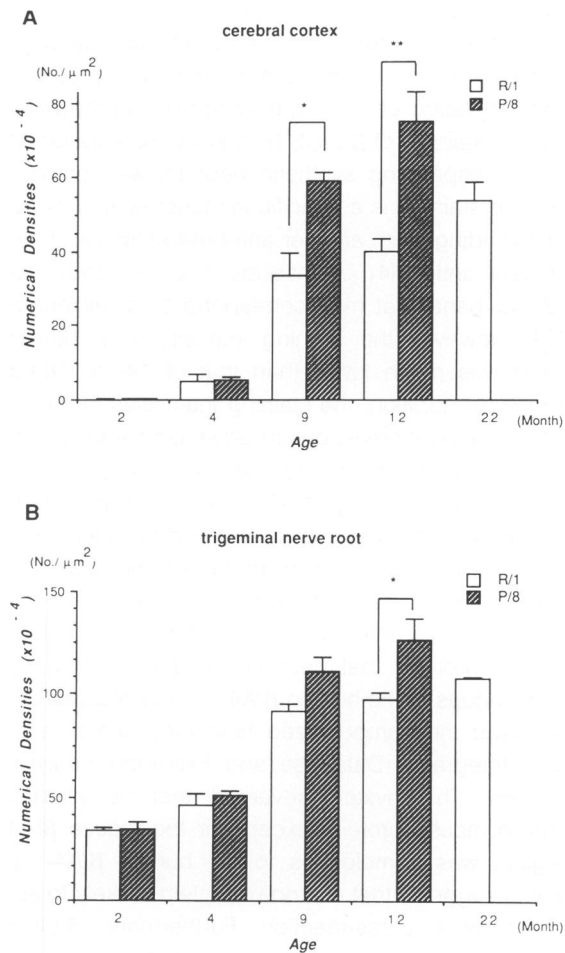 A
cerebral cortex
(No./ μm²)
**
*
R/1
P/8
Numerical Densities (x10⁻⁴)
80
60
40
20
0
2 4 9 12 22 (Month)
Age
B
trigeminal nerve root
(No./ μm²)
*
R/1
P/8
Numerical Densities (x10⁻⁴)
150
100
50
0
2 4 9 12 22 (Month)
Age